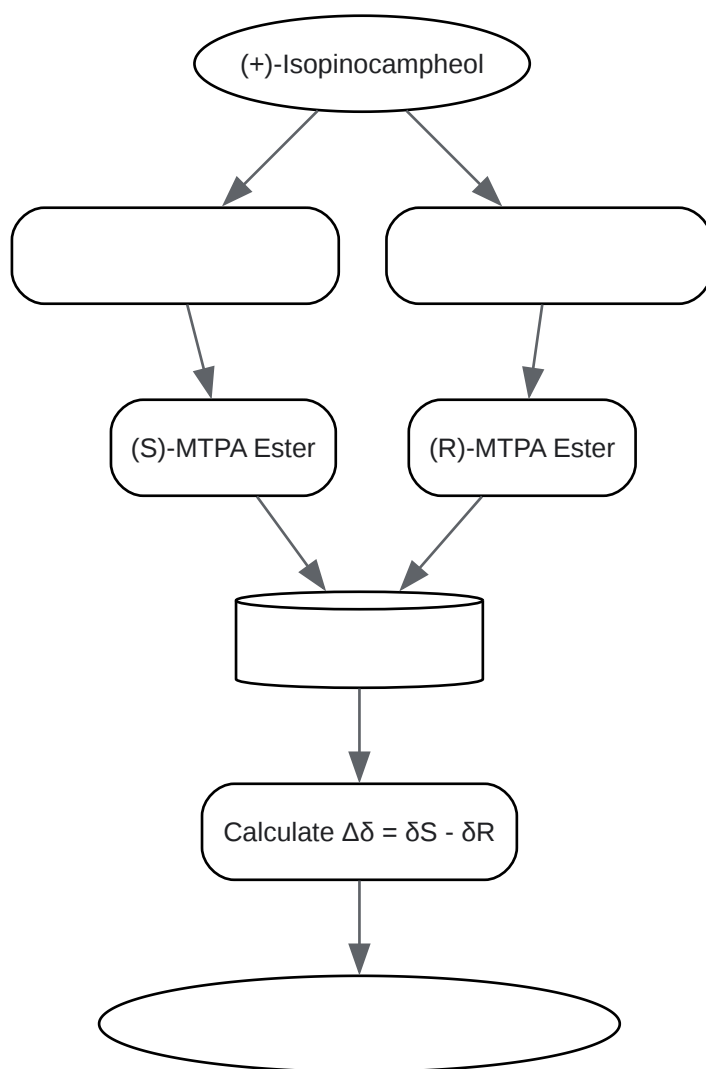 (+)-Isopinocampheol
(S)-MTPA Ester
(R)-MTPA Ester
Calculate Δδ = δS - δR